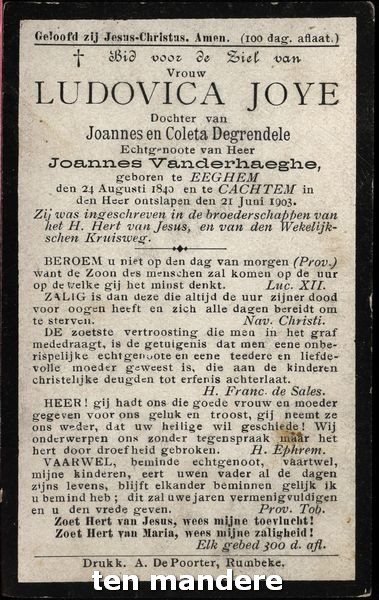 Geloofd zij Jesus-Christus. Amen. (100 dag. aflaat.)
† Bid voor de Ziel van
Vrouw
LUDOVICA JOYE
Dochter van
Joannes en Coleta Degrendele
Echtgenoote van Heer
Joannes Vanderhaeghe,
geboren te EEGHEM
den 24 Augusti 1840 en te CACHTEM in
den Heer ontslapen den 21 Juni 1903.
Zij was ingeschreven in de broederschappen van
het H. Hert van Jesus, en van den Wekelijk-
schen Kruisweg.
BEROEM u niet op den dag van morgen (Prov.)
want de Zoon des menschen zal komen op de uur
op dewelke gij het minst denkt. Luc. XII.
ZALIG is dan deze die altijd de uur zijner dood
voor oogen heeft en zich alle dagen bereidt om
te sterven. Nav. Christi.
DE zoetste vertroosting die men in het graf
mededraagt, is de getuigenis dat men eene onbe-
rispelijke echtgenoote en eene teedere en liefde-
volle moeder geweest is, die aan de kinderen
christelijke deugden tot erfenis achterlaat.
H. Franc. de Sales.
HEER! gij hadt ons die goede vrouw en moeder
gegeven voor ons geluk en troost, gij neemt ze
ons weder, dat uw heilige wil geschiede! Wij
onderwerpen ons zonder tegenspraak maar het
hert door droefheid gebroken. H. Ephrem.
VAARWEL, beminde echtgenoot, vaartwel,
mijne kinderen, eert uwen vader al de dagen
zijns levens, blijft elkander beminnen gelijk ik
u bemind heb; dit zal uwe jaren vermenigvuldigen
en u den vrede geven. Prov. Tob.
Zoet Hert van Jesus, wees mijne toevlucht!
Zoet Hert van Maria, wees mijne zaligheid!
Elk gebed 300 d. afl.
Drukk. A. De Poorter, Rumbeke.
ten mandere